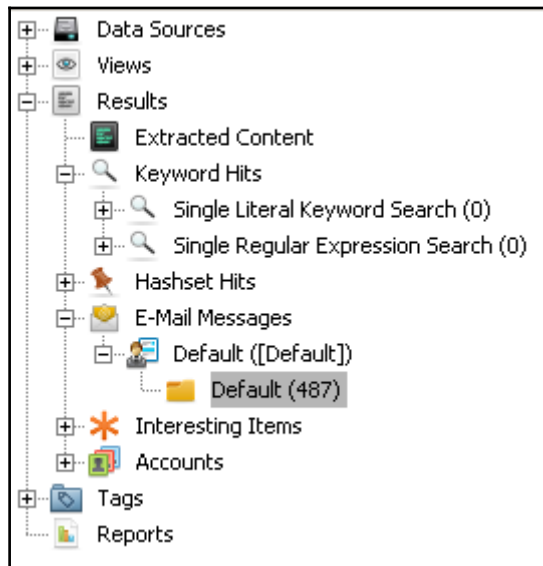 Data Sources
Views
Results
Extracted Content
Keyword Hits
Single Literal Keyword Search (0)
Single Regular Expression Search (0)
Hashset Hits
E-Mail Messages
Default ([Default])
Default (487)
Interesting Items
Accounts
Tags
Reports